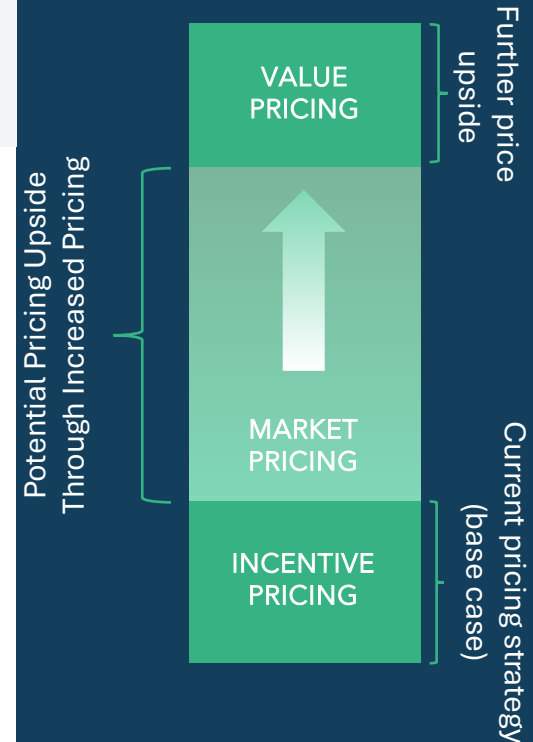 VALUE
PRICING
Further price
upside
Potential Pricing Upside
Through Increased Pricing
MARKET
PRICING
INCENTIVE
PRICING
Current pricing strategy
(base case)